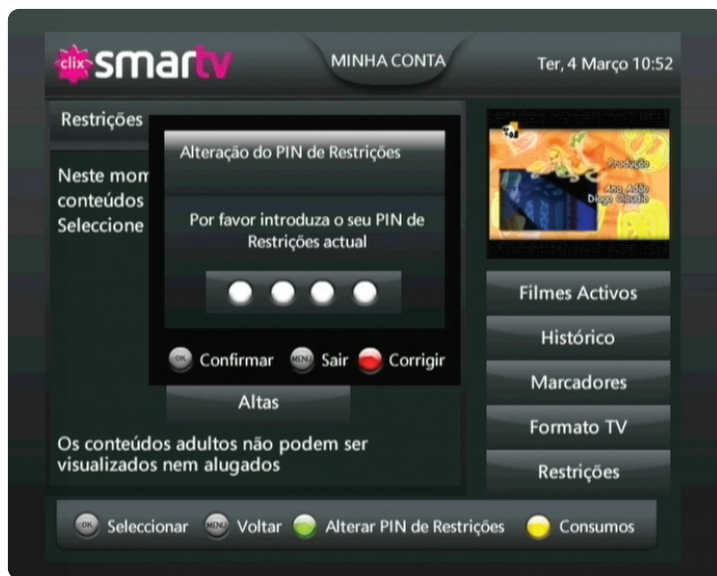 clix smartv
MINHA CONTA
Ter, 4 Março 10:52
Restrições
Neste mom
conteúdos
Seleccione
Alteração do PIN de Restrições
Por favor introduza o seu PIN de
Restrições actual
OK Confirmar MENU Sair Corrigir
Altas
Os conteúdos adultos não podem ser
visualizados nem alugados
Produção
Ana Adão
Diogo Claudio
Filmes Activos
Histórico
Marcadores
Formato TV
Restrições
OK Seleccionar MENU Voltar Alterar PIN de Restrições Consumos